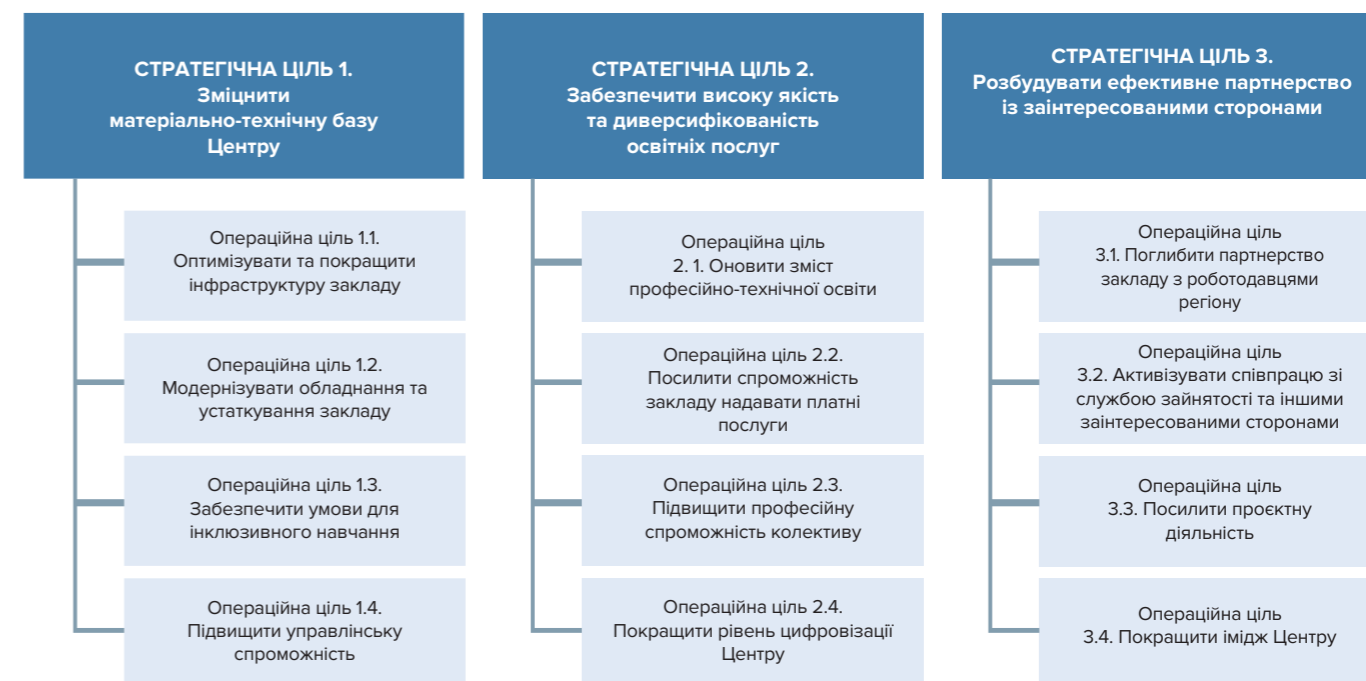 СТРАТЕГІЧНА ЦІЛЬ 1.
Зміцнити
матеріально-технічну базу
Центру
Операційна ціль 1.1.
Оптимізувати та покращити
інфраструктуру закладу
Операційна ціль 1.2.
Модернізувати обладнання та
устаткування закладу
Операційна ціль 1.3.
Забезпечити умови для
інклюзивного навчання
Операційна ціль 1.4.
Підвищити управлінську
спроможність
СТРАТЕГІЧНА ЦІЛЬ 2.
Забезпечити високу якість
та диверсифікованість
освітніх послуг
Операційна ціль
2. 1. Оновити зміст
професійно-технічної освіти
Операційна ціль 2.2.
Посилити спроможність
закладу надавати платні
послуги
Операційна ціль 2.3.
Підвищити професійну
спроможність колективу
Операційна ціль 2.4.
Покращити рівень цифровізації
Центру
СТРАТЕГІЧНА ЦІЛЬ 3.
Розбудувати ефективне партнерство
із заінтересованими сторонами
Операційна ціль
3.1. Поглибити партнерство
закладу з роботодавцями
регіону
Операційна ціль
3.2. Активізувати співпрацю зі
службою зайнятості та іншими
заінтересованими сторонами
Операційна ціль
3.3. Посилити проєктну
діяльність
Операційна ціль
3.4. Покращити імідж Центру